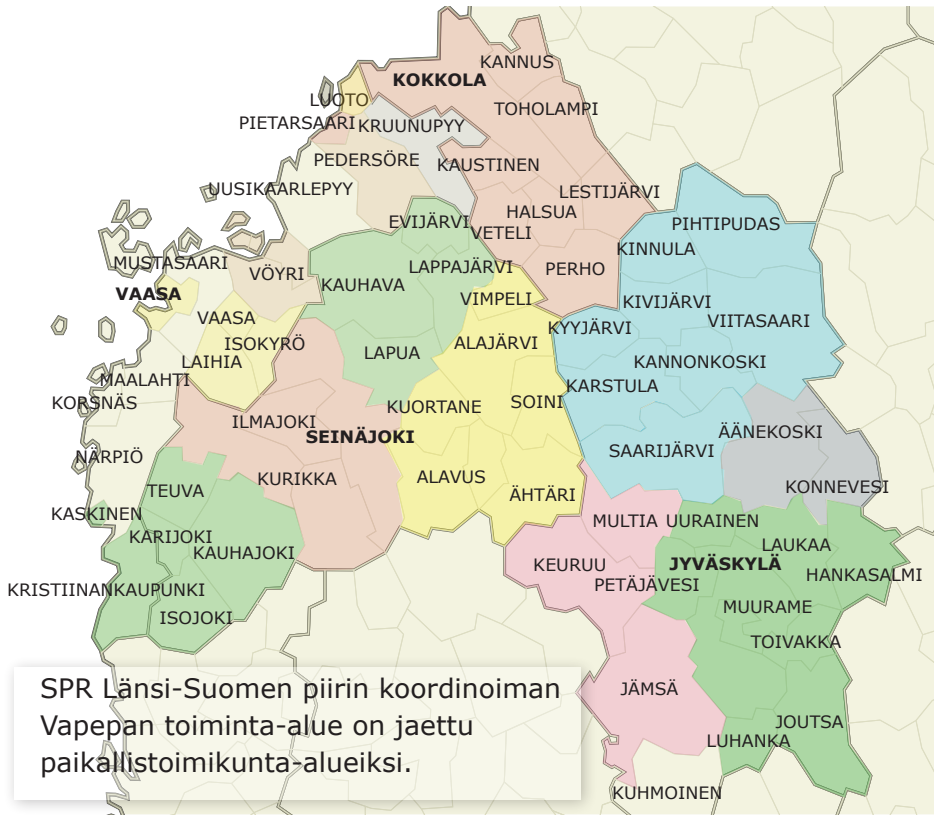 KANNUS
KOKKOLA
LUOTO
TOHOLAMPI
PIETARSAARI
KRUUNUPYY
PEDERSÖRE
KAUSTINEN
UUSIKAARLEPYY
LESTIJÄRVI
HALSUA
EVIJÄRVI
VETELI
PIHTIPUDAS
KINNULA
MUSTASAARI
VÖYRI
LAPPAJÄRVI
PERHO
KAUHAVA
VAASA
VIMPELI
KIVIJÄRVI
VAASA
KYYJÄRVI
VIITASAARI
ISOKYRÖ
ALAJÄRVI
LAPUA
LAIHIA
KANNONKOSKI
MAALAHTI
KARSTULA
KORSNÄS
KUORTANE
SOINI
ILMAJOKI
SEINÄJOKI
ÄÄNEKOSKI
SAARIJÄRVI
NÄRPIÖ
KURIKKA
ALAVUS
TEUVA
KONNEVESI
ÄHTÄRI
KASKINEN
MULTIA
UURAINEN
KARIJOKI
KAUHAJOKI
LAUKAA
KEURUU
JYVÄSKYLÄ
HANKASALMI
PETÄJÄVESI
KRISTIINANKAUPUNKI
MUURAME
ISOJOKI
TOIVAKKA
JÄMSÄ
JOUTSA
LUHANKA
KUHMOINEN
SPR Länsi-Suomen piirin koordinoiman
Vapepan toiminta-alue on jaettu
paikallistoimikunta-alueiksi.